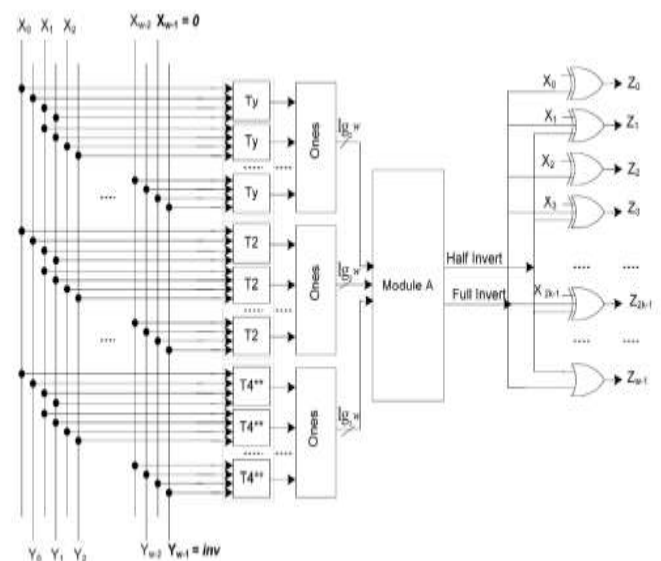 X0 X1 X2 Xw-2 Xw-1 = 0
Ty
Ty
..... .....
Ty
Ones
lg w
....
T2
T2
..... .....
T2
Ones
lg w
....
T4**
T4**
..... .....
T4**
Ones
lg w
Module A
Half Invert
Full Invert
X0 Z0
X1 Z1
X2 Z2
X3 Z3
.... ....
X2k-1 Z2k-1
.... ....
Zw-1
Y0 Y1 Y2 Yw-2 Yw-1 = inv